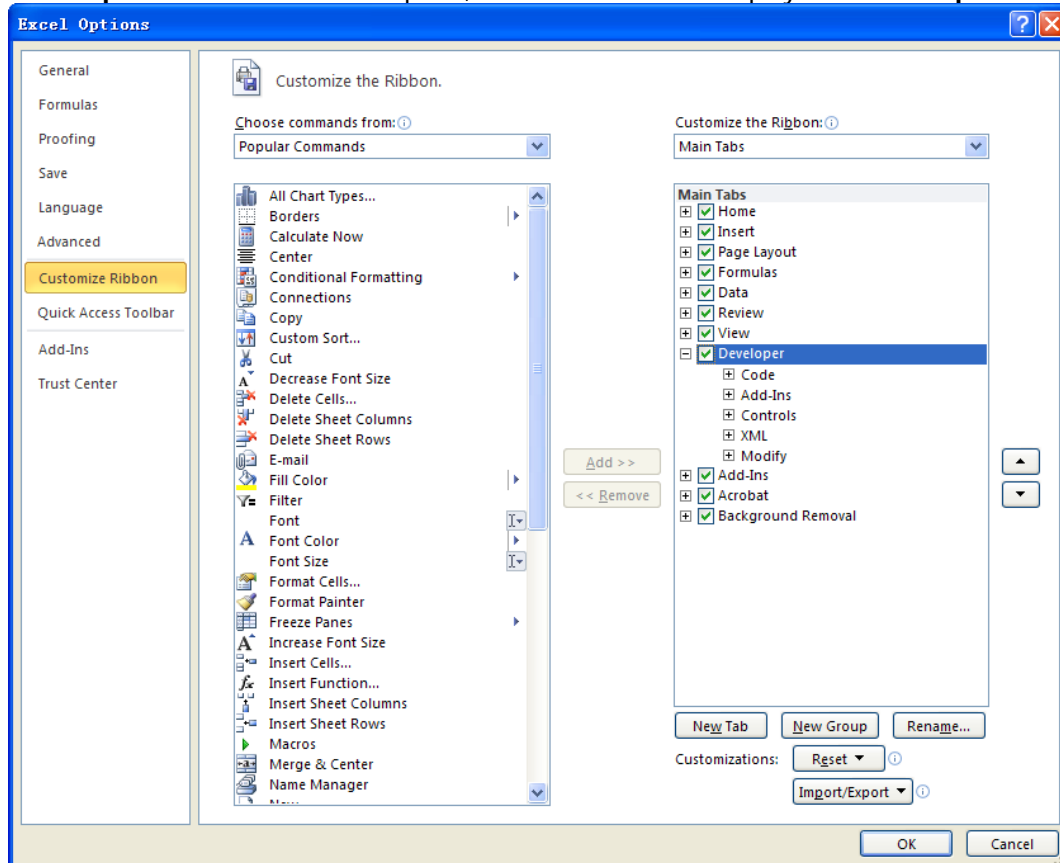 Excel Options
General
Formulas
Proofing
Save
Language
Advanced
Customize Ribbon
Quick Access Toolbar
Add-Ins
Trust Center
Customize the Ribbon.
Choose commands from:
Popular Commands
All Chart Types...
Borders
Calculate Now
Center
Conditional Formatting
Connections
Copy
Custom Sort...
Cut
Decrease Font Size
Delete Cells...
Delete Sheet Columns
Delete Sheet Rows
E-mail
Fill Color
Filter
Font
Font Color
Font Size
Format Cells...
Format Painter
Freeze Panes
Increase Font Size
Insert Cells...
Insert Function...
Insert Sheet Columns
Insert Sheet Rows
Macros
Merge & Center
Name Manager
Add >>
<< Remove
Customize the Ribbon:
Main Tabs
Main Tabs
Home
Insert
Page Layout
Formulas
Data
Review
View
Developer
Code
Add-Ins
Controls
XML
Modify
Add-Ins
Acrobat
Background Removal
New Tab New Group Rename...
Customizations: Reset
Import/Export
OK Cancel